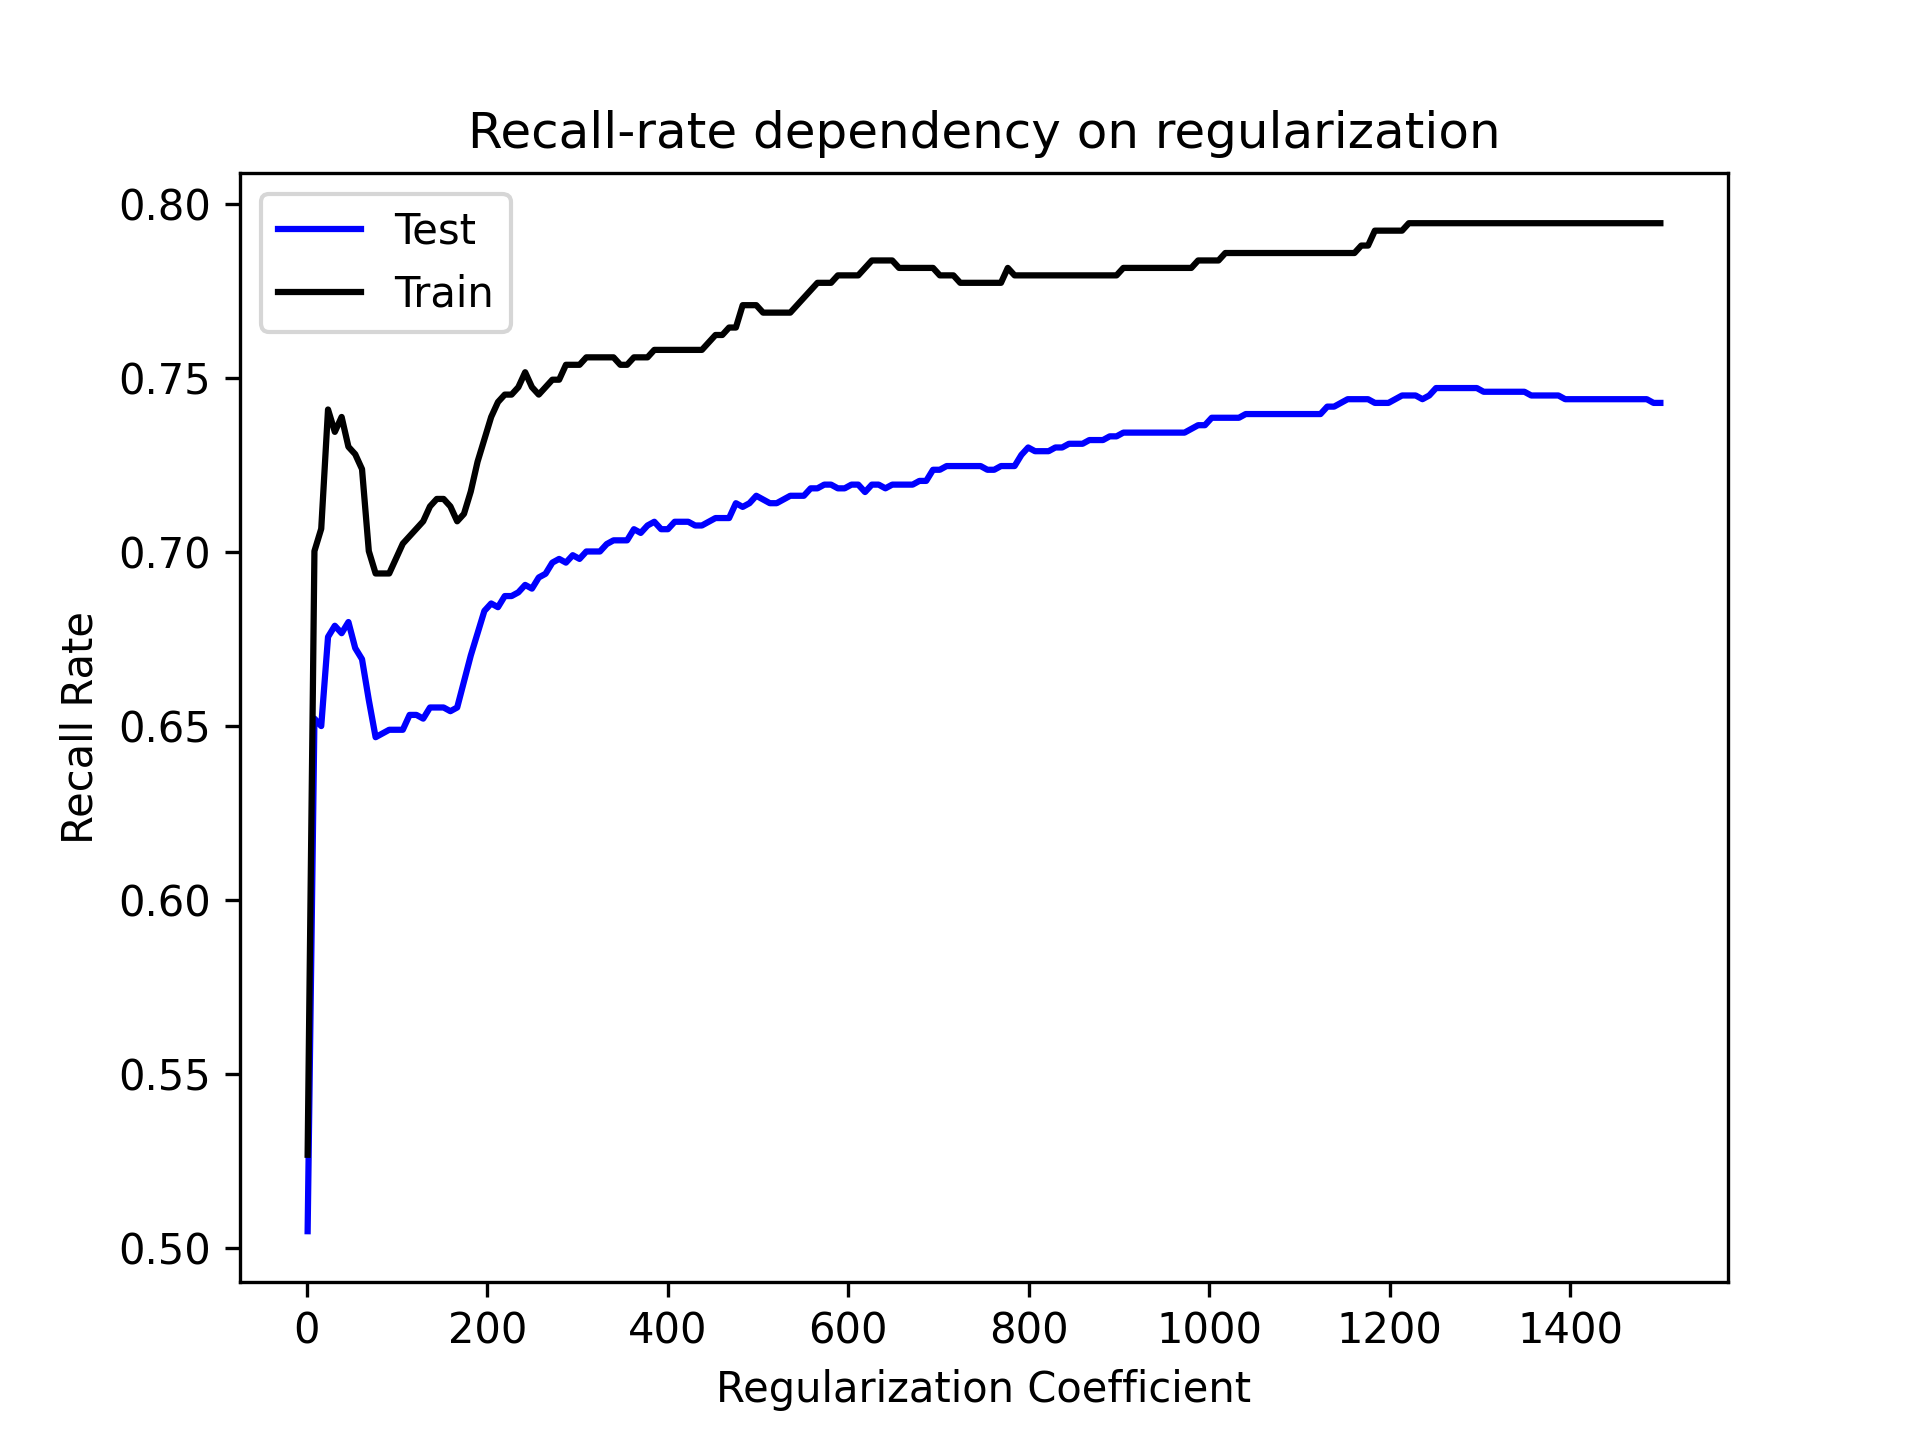 Recall-rate dependency on regularization
Test
Train
0.80
0.75
0.70
0.65
0.60
0.55
0.50
Recall Rate
0 200 400 600 800 1000 1200 1400
Regularization Coefficient